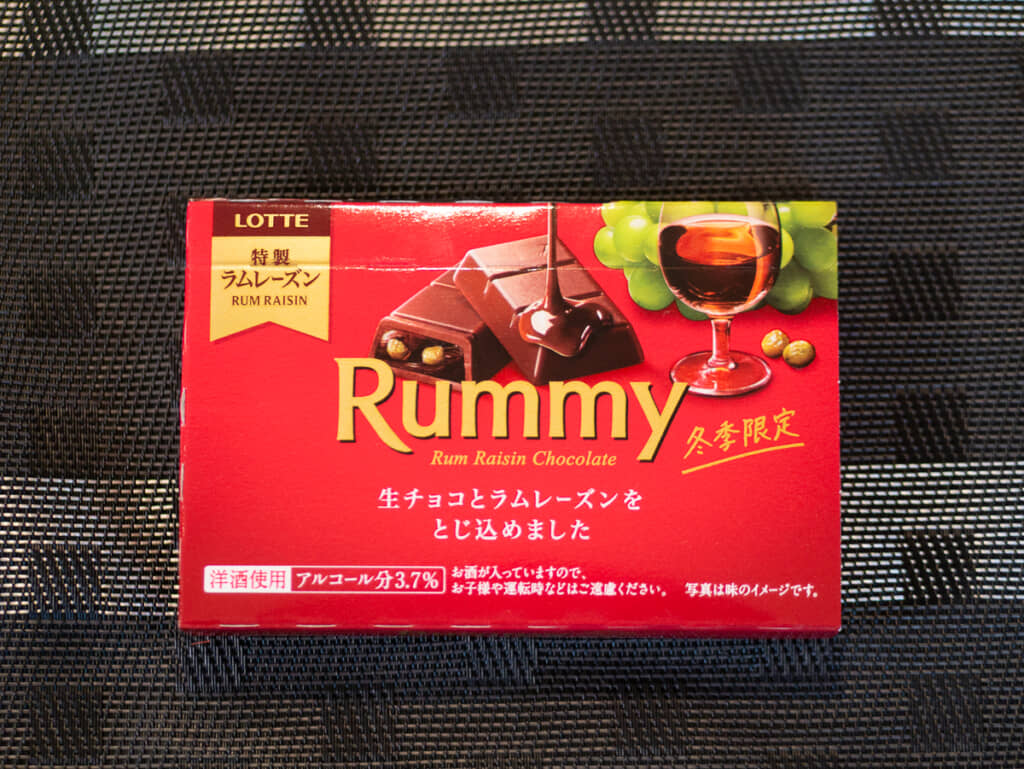 LOTTE
特製
ラムレーズン
RUM RAISIN
Rummy
Rum Raisin Chocolate
冬季限定
生チョコとラムレーズンを
とじ込めました
洋酒使用 アルコール分3.7%
お酒が入っていますので、
お子様や運転時などはご遠慮ください。 写真は味のイメージです。